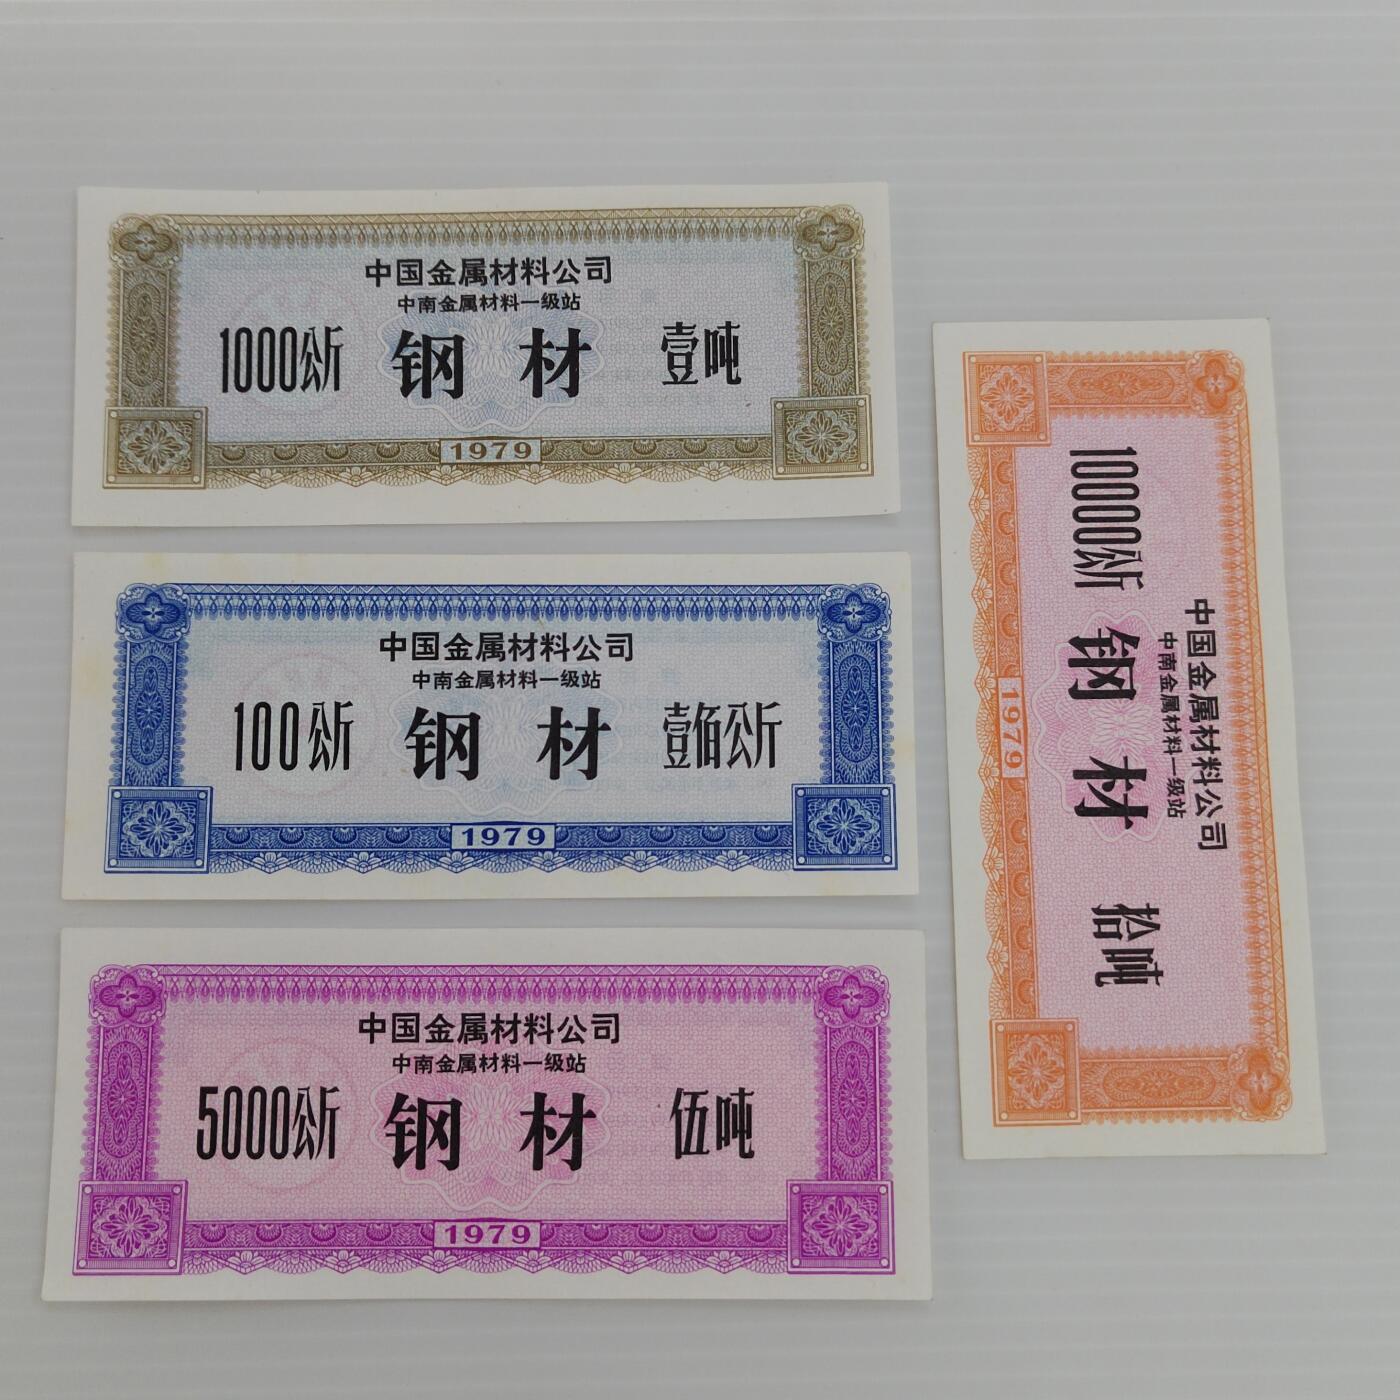 中国金属材料公司
中南金属材料一级站
1000公斤 钢材 壹吨
1979
中国金属材料公司
中南金属材料一级站
100公斤 钢材 壹佰公斤
1979
中国金属材料公司
中南金属材料一级站
5000公斤 钢材 伍吨
1979
中国金属材料公司
中南金属材料一级站
10000公斤 钢材 拾吨
1979